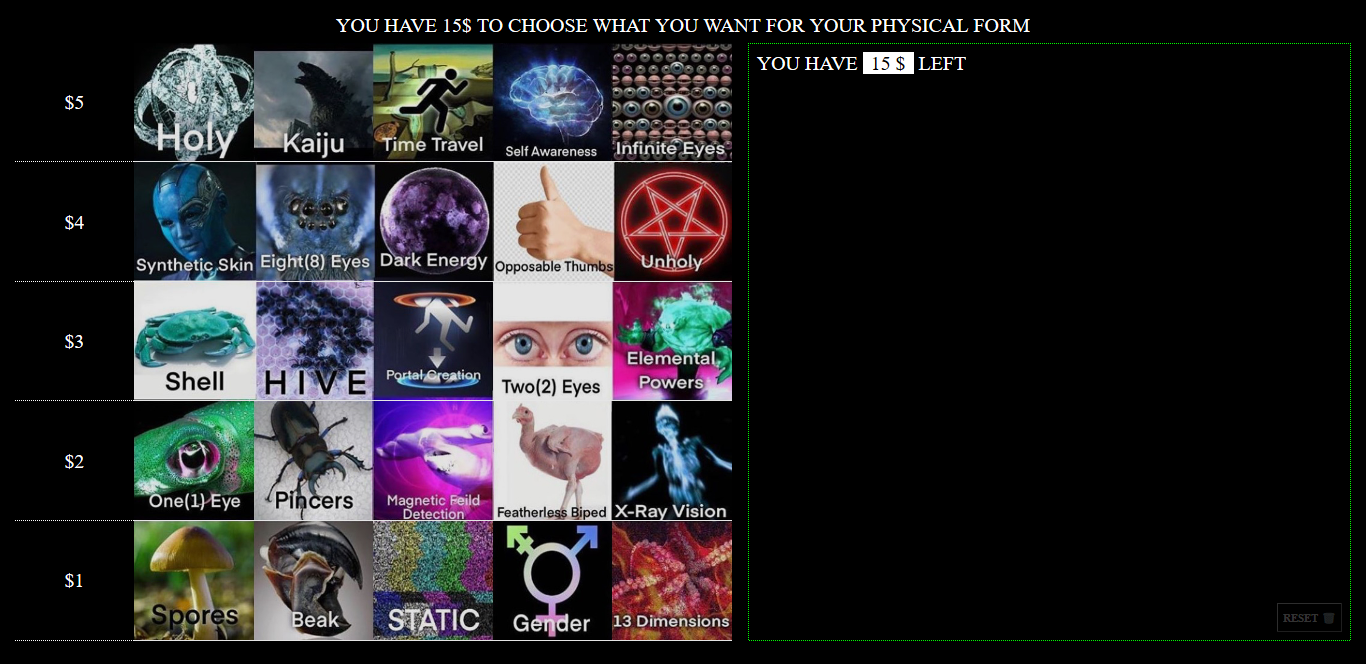 YOU HAVE 15$ TO CHOOSE WHAT YOU WANT FOR YOUR PHYSICAL FORM
YOU HAVE 15 $ LEFT
$5
Holy
Kaiju
Time Travel
Self Awareness
Infinite Eyes
$4
Synthetic Skin
Eight(8) Eyes
Dark Energy
Opposable Thumbs
Unholy
$3
Shell
H I V E
Portal Creation
Two(2) Eyes
Elemental
Powers
$2
One(1) Eye
Pincers
Magnetic Feild
Detection
Featherless Biped
X-Ray Vision
$1
Spores
Beak
STATIC
Gender
13 Dimensions
RESET